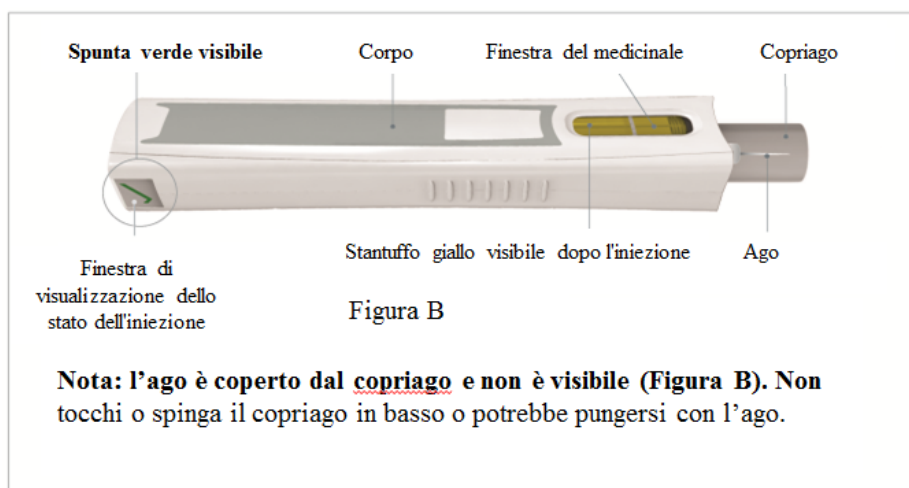 Spunta verde visibile
Corpo
Finestra del medicinale
Copriago
Stantuffo giallo visibile dopo l'iniezione
Ago
Finestra di
visualizzazione dello
stato dell'iniezione
Figura B
Nota: l’ago è coperto dal copriago e non è visibile (Figura B). Non
tocchi o spinga il copriago in basso o potrebbe pungersi con l’ago.